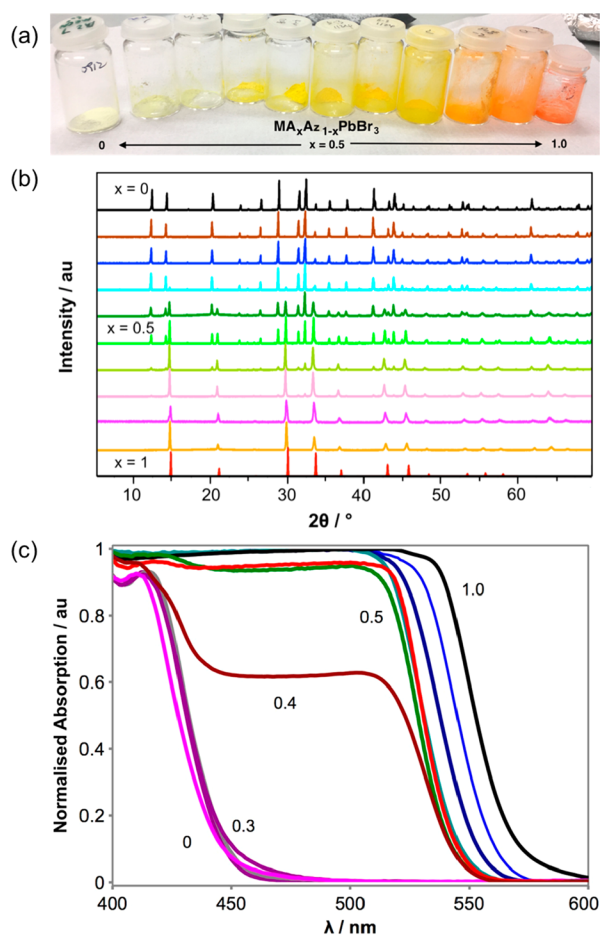 (a)
MAxAz1-xPbBr3
0 x = 0.5 1.0
(b)
x = 0
x = 0.5
x = 1
Intensity / au
10 20 30 40 50 60
2θ / °
(c)
1
0.8
0.6
0.4
0.2
0
1.0
0.5
0.4
0.3
0
Normalised Absorption / au
400 450 500 550 600
λ / nm